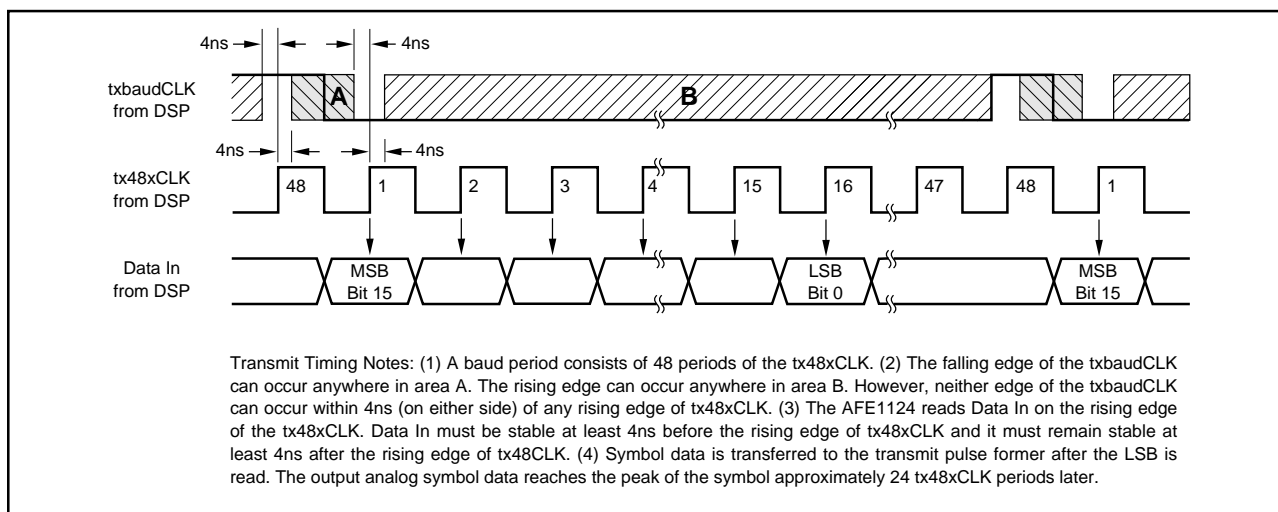 4ns
4ns
txbaudCLK
from DSP
A
B
4ns
4ns
tx48xCLK
from DSP
48
1
2
3
4
15
16
47
48
1
Data In
from DSP
MSB
Bit 15
LSB
Bit 0
MSB
Bit 15
Transmit Timing Notes: (1) A baud period consists of 48 periods of the tx48xCLK. (2) The falling edge of the txbaudCLK
can occur anywhere in area A. The rising edge can occur anywhere in area B. However, neither edge of the txbaudCLK
can occur within 4ns (on either side) of any rising edge of tx48xCLK. (3) The AFE1124 reads Data In on the rising edge
of the tx48xCLK. Data In must be stable at least 4ns before the rising edge of tx48xCLK and it must remain stable at
least 4ns after the rising edge of tx48CLK. (4) Symbol data is transferred to the transmit pulse former after the LSB is
read. The output analog symbol data reaches the peak of the symbol approximately 24 tx48xCLK periods later.